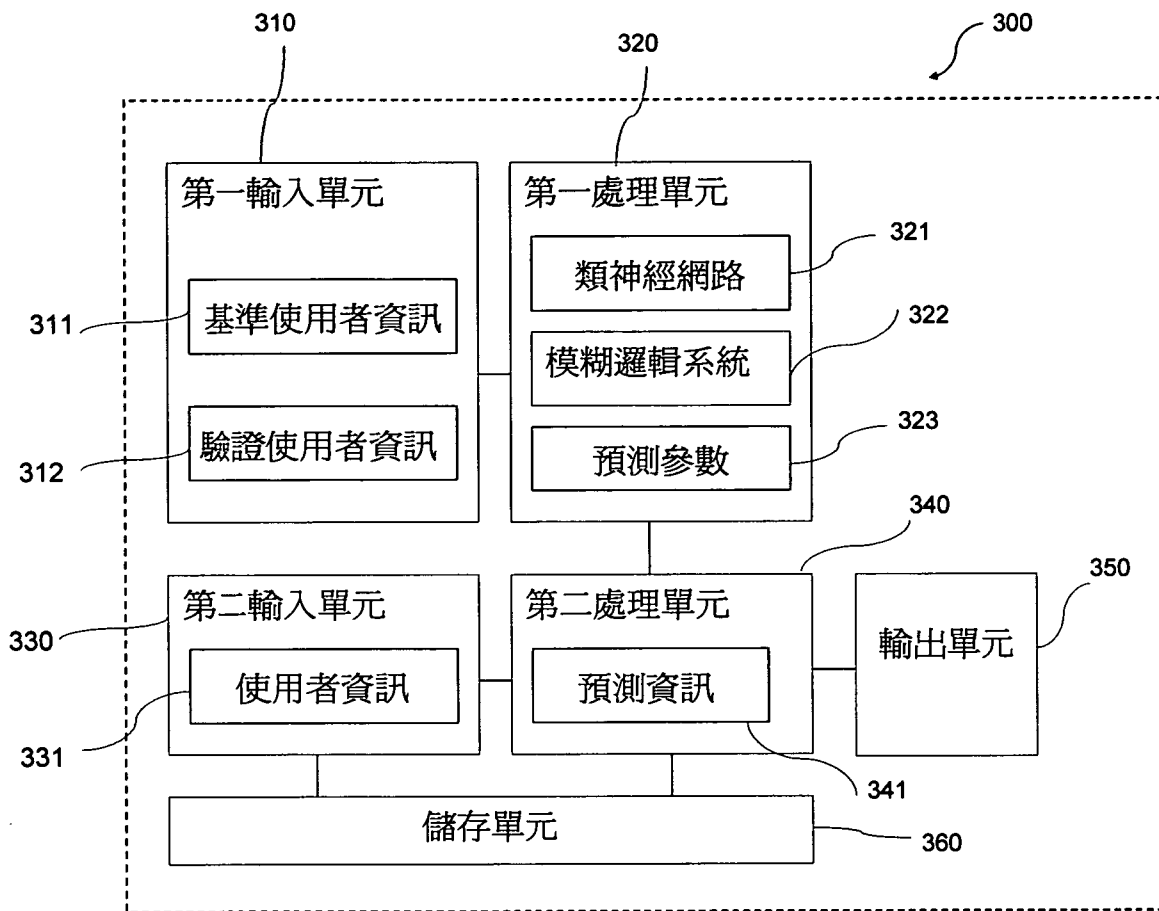 310
320
300
第一輸入單元
311
基準使用者資訊
312
驗證使用者資訊
第一處理單元
321
類神經網路
322
模糊邏輯系統
323
預測參數
330
第二輸入單元
331
使用者資訊
340
第二處理單元
預測資訊
341
350
輸出單元
儲存單元
360